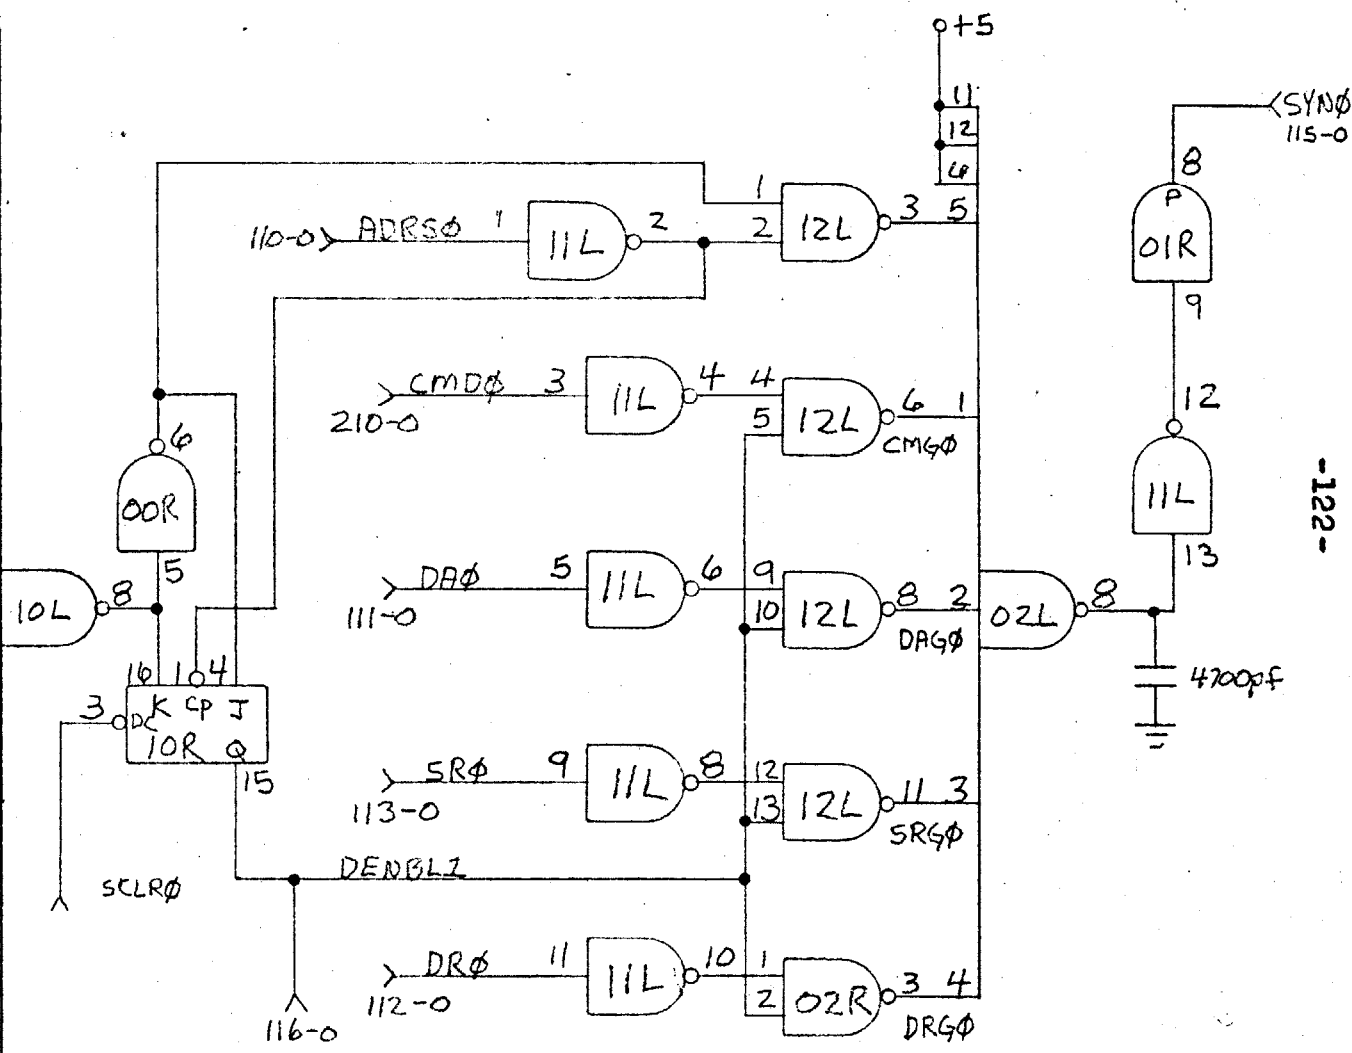 +5
11
12
6
SYNØ
115-0
8
P
01R
9
1
2
12L
3 5
110-0 ADRSØ 1
11L
2
CMDØ 3
210-0
11L
4 4
5
12L
6 1
CMGØ
12
11L
13
-122-
6
00R
5
10L
8
DAØ 5
111-0
11L
6 9
10
12L
8 2
DAGØ
02L
8
4700pf
16 1 4
3
DC K CP J
10R Q
15
SRØ 9
113-0
11L
8 12
13
12L
11 3
SRGØ
SCLRØ
DENBL1
116-0
DRØ 11
112-0
11L
10 1
2
02R
3 4
DRGØ